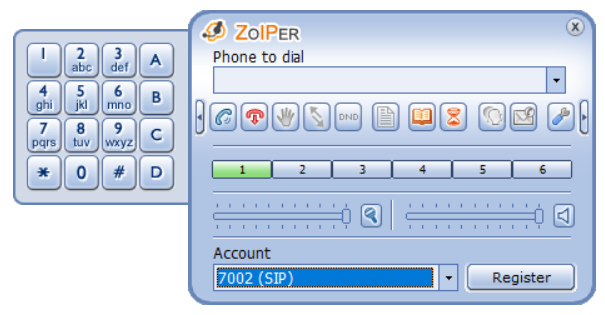 ZOIPER
x
Phone to dial
1 2 abc 3 def A
4 ghi 5 jkl 6 mno B
7 pqrs 8 tuv 9 wxyz C
* 0 # D
DND
1 2 3 4 5 6
Account
7002 (SIP)
Register